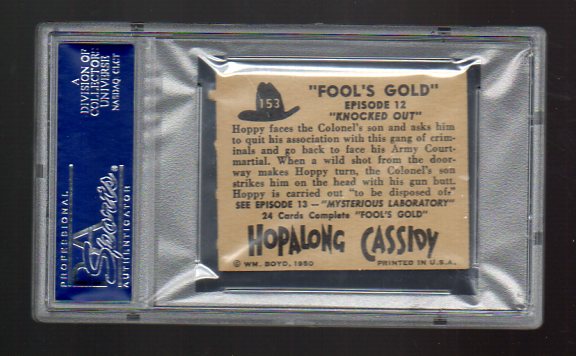 A
DIVISION OF
COLLECTORS
UNIVERSE
NASDAQ CLCT
PROFESSIONAL
PSA
Sports
AUTHENTICATOR
153
"FOOL'S GOLD"
EPISODE 12
"KNOCKED OUT"
Hoppy faces the Colonel's son and asks him
to quit his association with this gang of crim-
inals and go back to face his Army Court-
martial. When a wild shot from the door-
way makes Hoppy turn, the Colonel's son
strikes him on the head with his gun butt.
Hoppy is carried out "to be disposed of."
SEE EPISODE 13 — "MYSTERIOUS LABORATORY"
24 Cards Complete "FOOL'S GOLD"
HOPALONG CASSIDY
© WM. BOYD, 1950 PRINTED IN U.S.A.